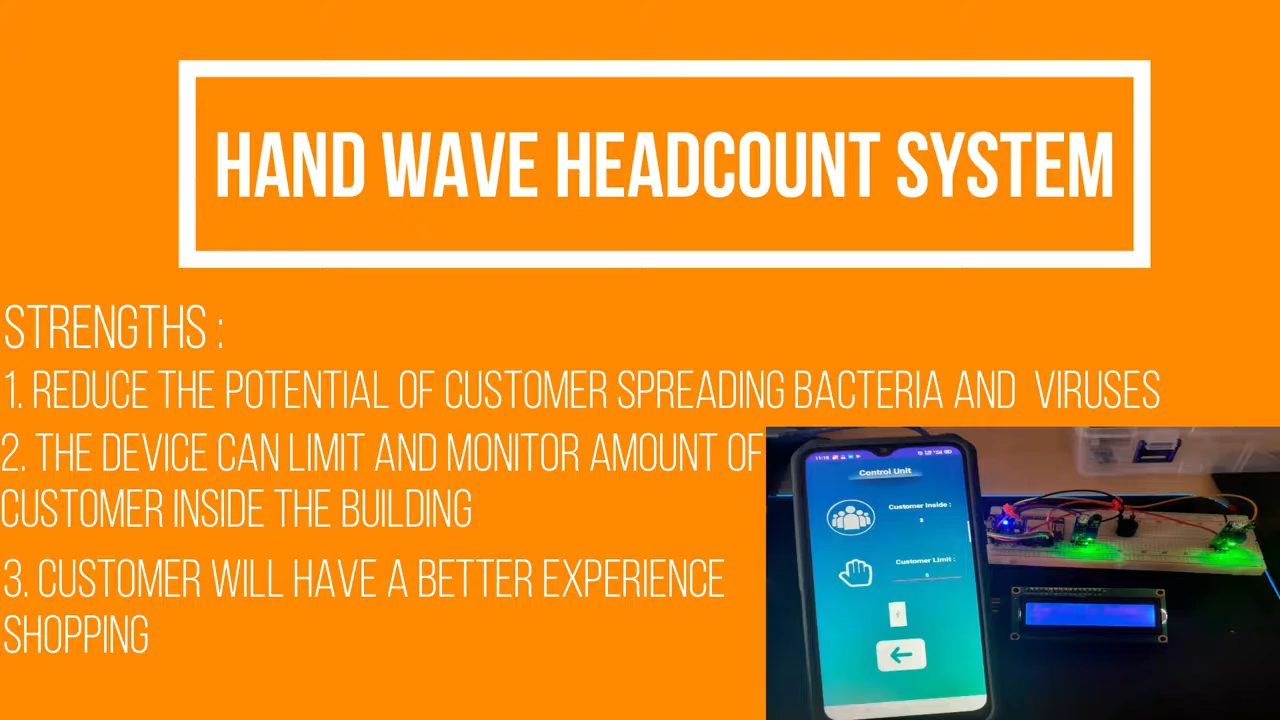 HAND WAVE HEADCOUNT SYSTEM
STRENGTHS :
1. REDUCE THE POTENTIAL OF CUSTOMER SPREADING BACTERIA AND VIRUSES
2. THE DEVICE CAN LIMIT AND MONITOR AMOUNT OF
CUSTOMER INSIDE THE BUILDING
3. CUSTOMER WILL HAVE A BETTER EXPERIENCE
SHOPPING
Control Unit
Customer Inside :
Customer Limit :